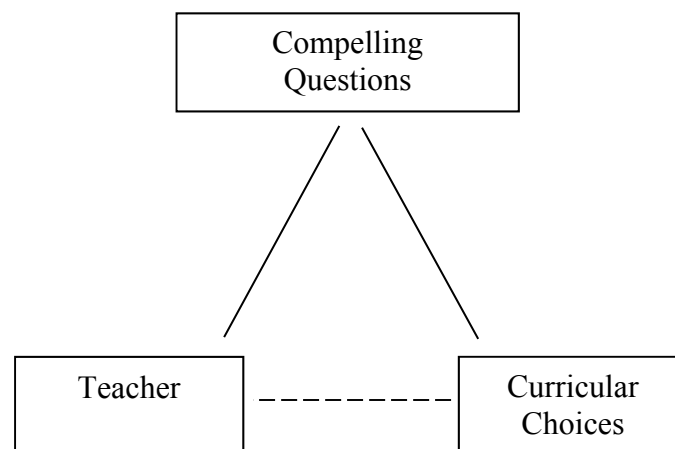 Compelling
Questions
Teacher
Curricular
Choices